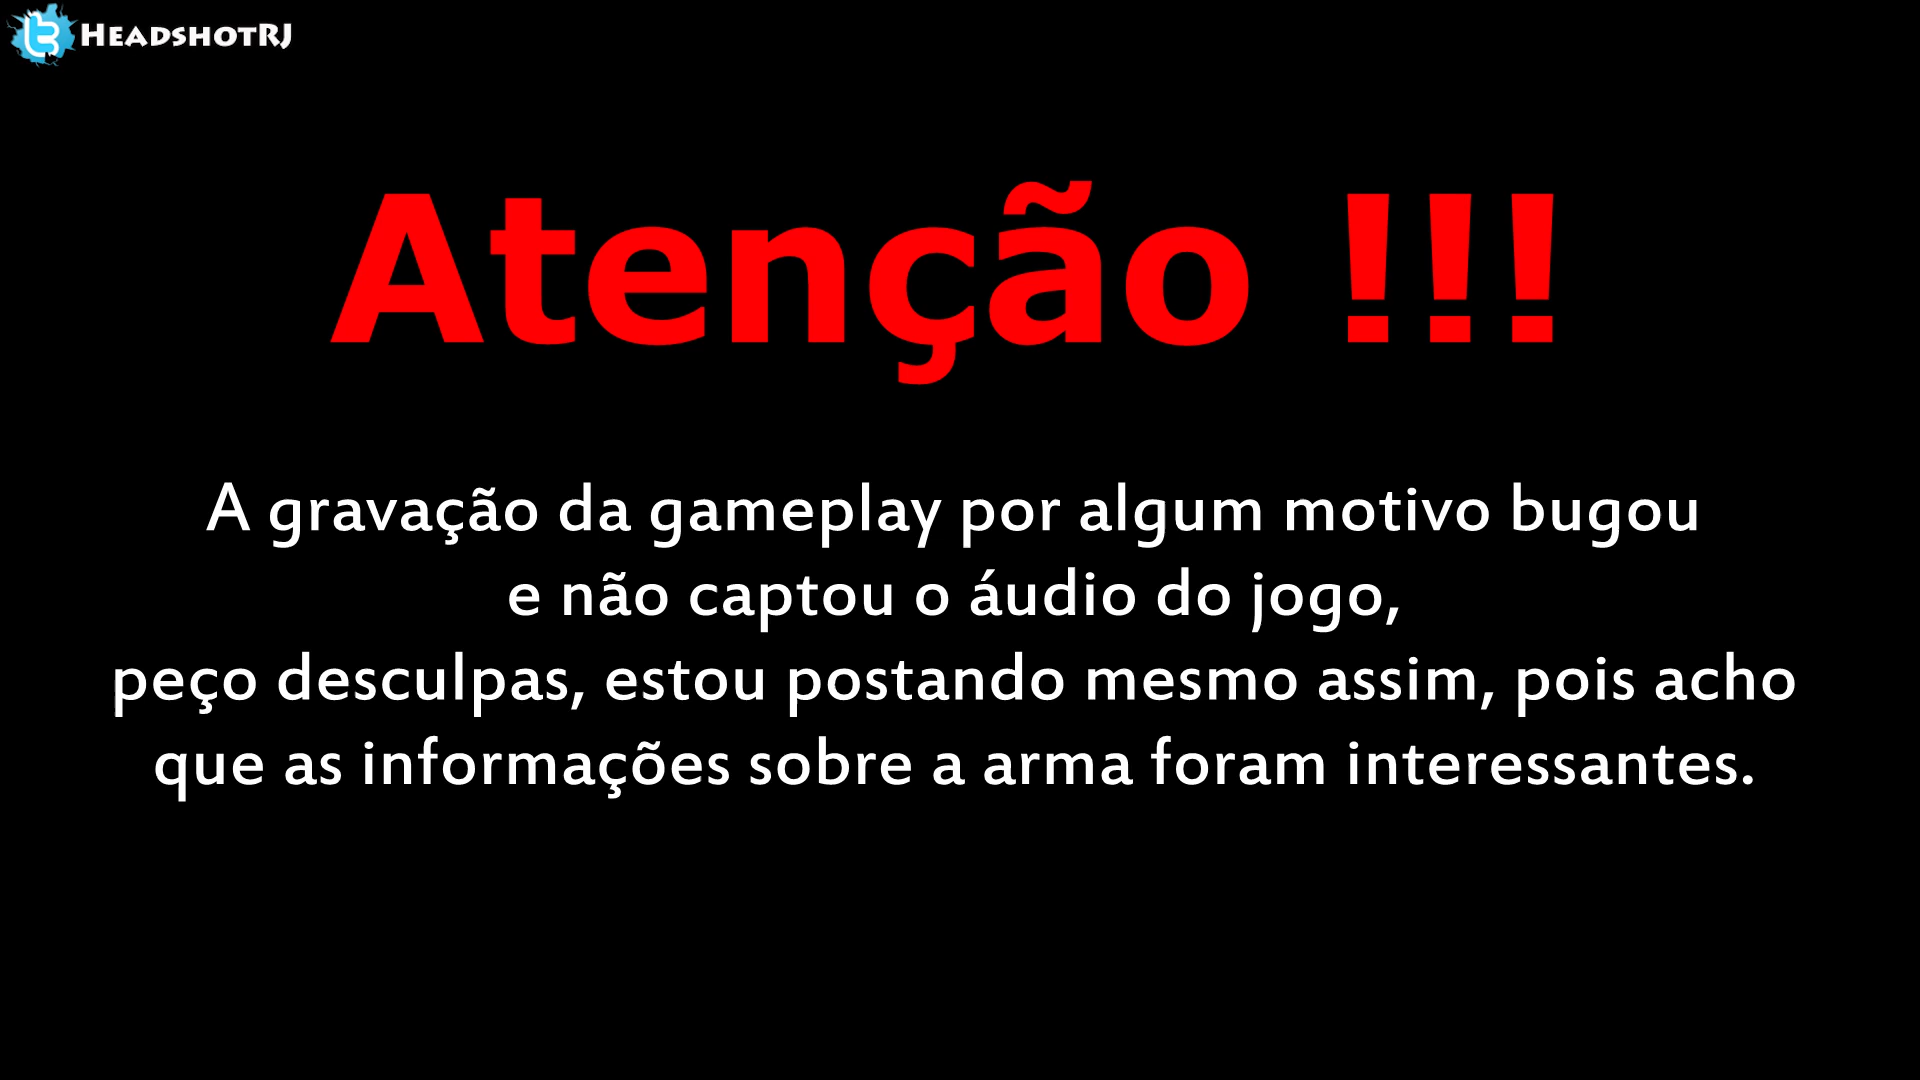 HeadshotRJ
Atenção !!!
A gravação da gameplay por algum motivo bugou
e não captou o áudio do jogo,
peço desculpas, estou postando mesmo assim, pois acho
que as informações sobre a arma foram interessantes.